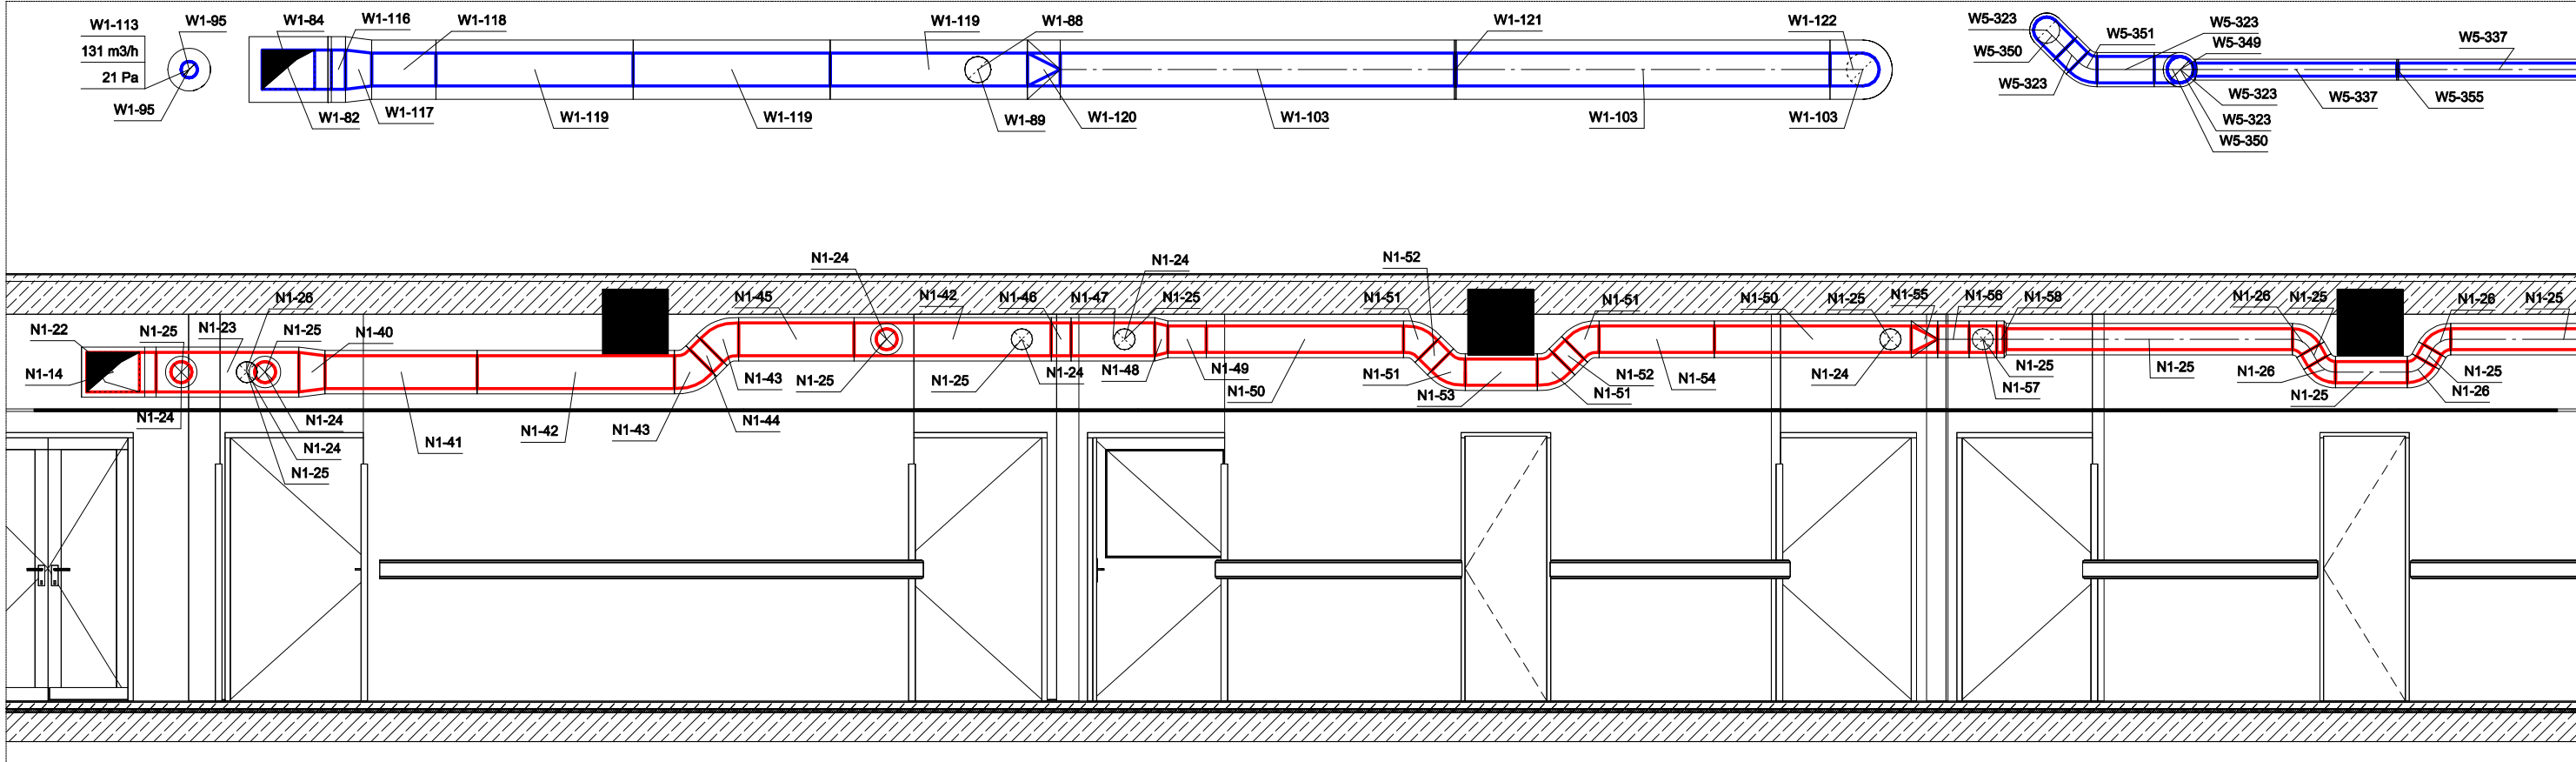 W1-113
131 m3/h
21 Pa
W1-95
W1-95
W1-84
W1-116
W1-118
W1-119
W1-88
W1-121
W1-122
W1-82
W1-117
W1-119
W1-119
W1-89
W1-120
W1-103
W1-103
W1-103
W5-323
W5-350
W5-323
W5-351
W5-323
W5-349
W5-337
W5-323
W5-337
W5-355
W5-323
W5-350
N1-24
N1-24
N1-52
N1-26
N1-45
N1-42
N1-46
N1-47
N1-25
N1-51
N1-51
N1-50
N1-25
N1-55
N1-56
N1-58
N1-26
N1-25
N1-26
N1-25
N1-22
N1-25
N1-23
N1-25
N1-40
N1-14
N1-43
N1-25
N1-25
N1-24
N1-48
N1-49
N1-51
N1-52
N1-54
N1-24
N1-25
N1-57
N1-25
N1-26
N1-25
N1-50
N1-53
N1-51
N1-25
N1-26
N1-24
N1-24
N1-44
N1-41
N1-42
N1-43
N1-24
N1-25